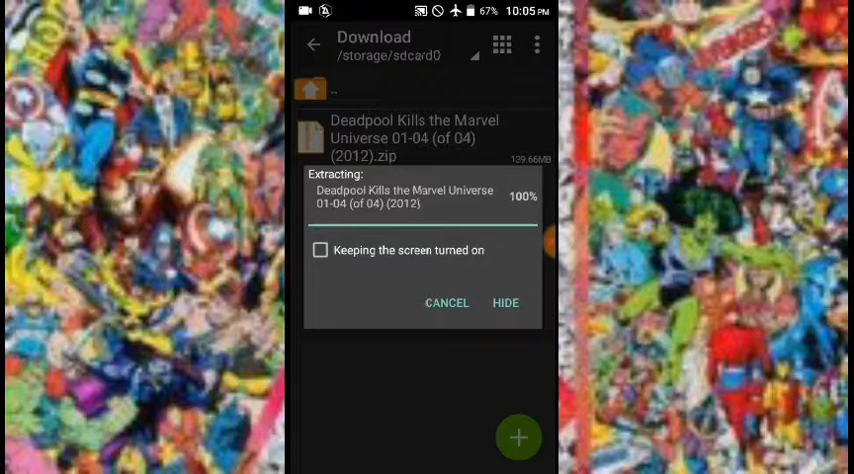 67% 10:05 PM
Download
/storage/sdcard0
..
Deadpool Kills the Marvel
Universe 01-04 (of 04)
(2012).zip
139.66MB
Extracting:
Deadpool Kills the Marvel Universe
01-04 (of 04) (2012)
100%
Keeping the screen turned on
CANCEL HIDE